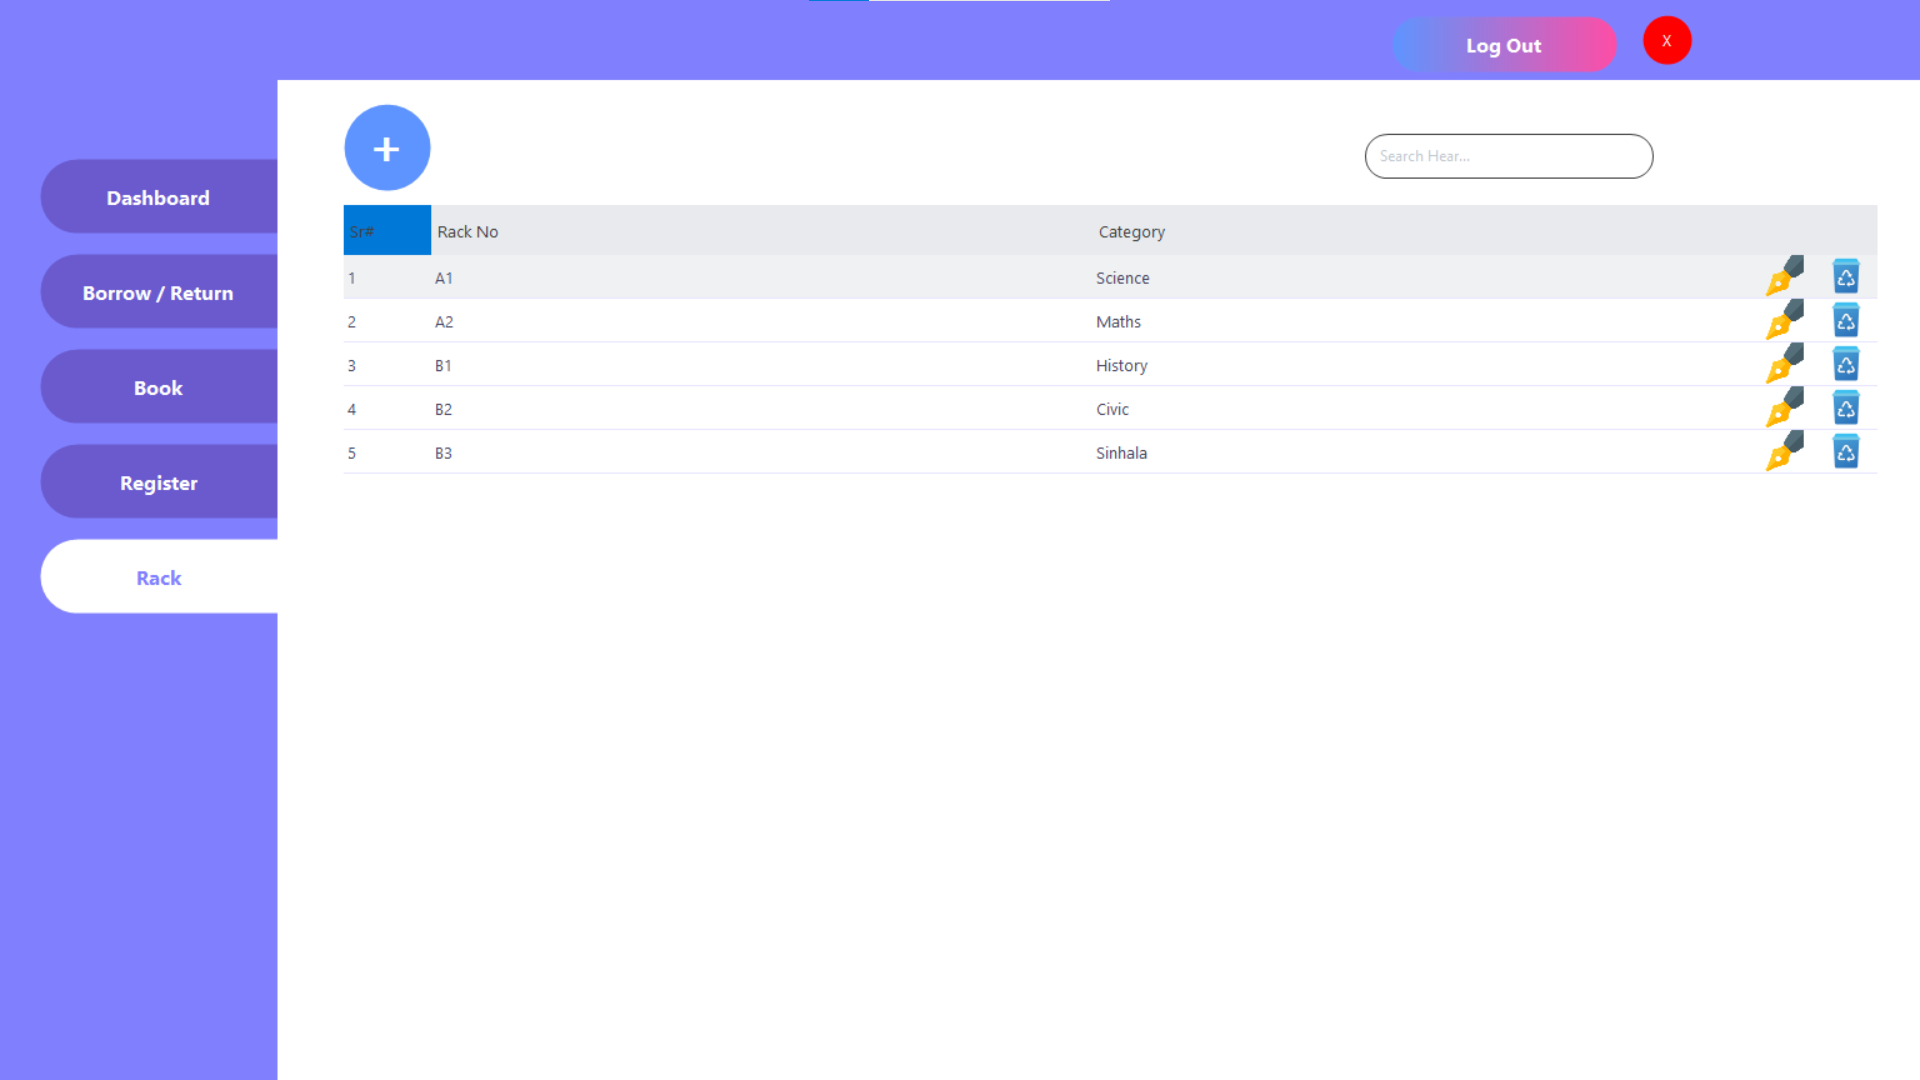 Log Out
X
+
Search Hear...
Dashboard
Borrow / Return
Book
Register
Rack
Sr# Rack No Category
1 A1 Science
2 A2 Maths
3 B1 History
4 B2 Civic
5 B3 Sinhala